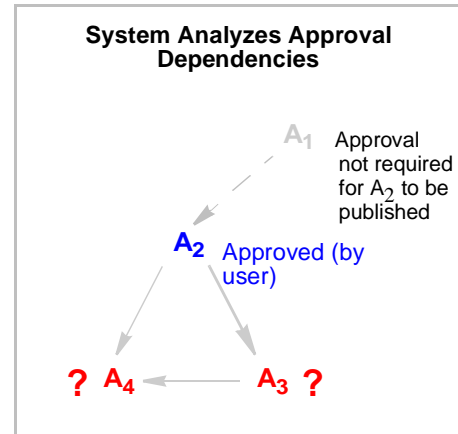 System Analyzes Approval
Dependencies
A1 Approval
not required
for A2 to be
published
A2 Approved (by
user)
? A4 A3 ?